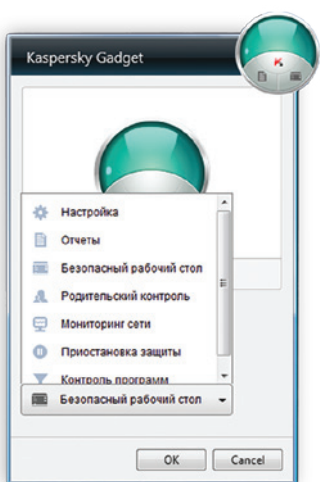 Kaspersky Gadget
Настройка
Отчеты
Безопасный рабочий стол
Родительский контроль
Мониторинг сети
Приостановка защиты
Контроль программ
Безопасный рабочий стол
OK
Cancel